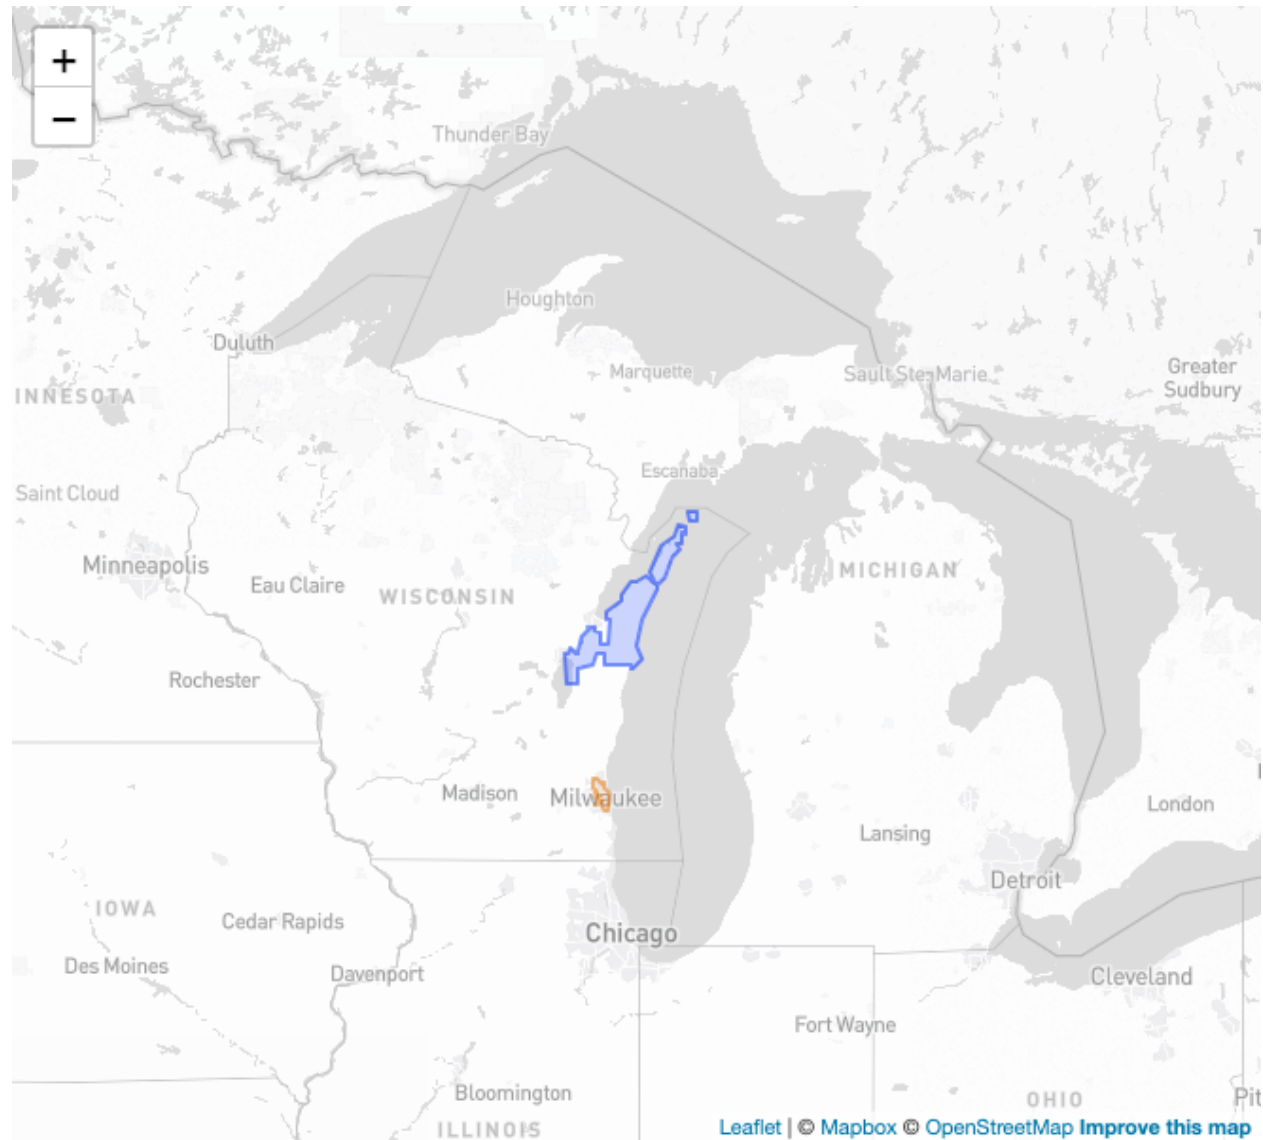 +
−
Thunder Bay
Houghton
Duluth
Marquette
Sault Ste-Marie
Greater
Sudbury
INNESOTA
Escanaba
Saint Cloud
Minneapolis
Eau Claire
WISCONSIN
MICHIGAN
Rochester
Madison
Milwaukee
London
Lansing
Detroit
IOWA
Cedar Rapids
Chicago
Des Moines
Davenport
Cleveland
Fort Wayne
Bloomington
OHIO
Pit
ILLINOIS
Leaflet | © Mapbox © OpenStreetMap Improve this map